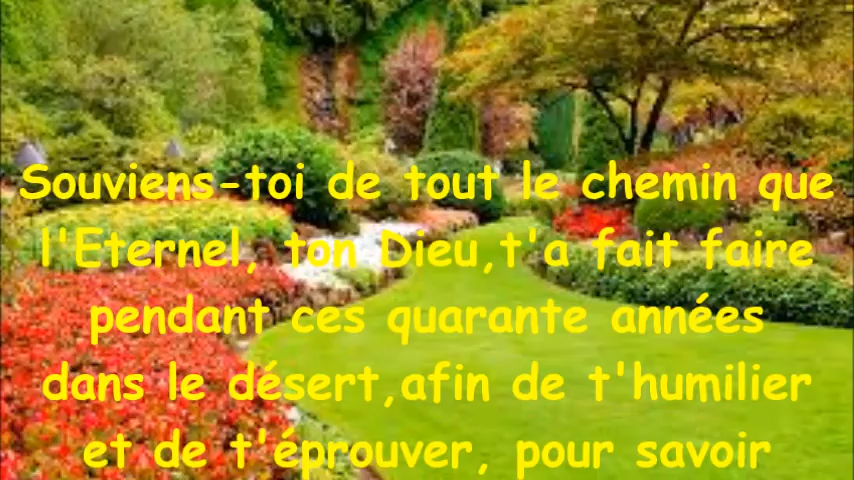 Souviens-toi de tout le chemin que
l'Eternel, ton Dieu,t'a fait faire
pendant ces quarante années
dans le désert,afin de t'humilier
et de t'éprouver, pour savoir